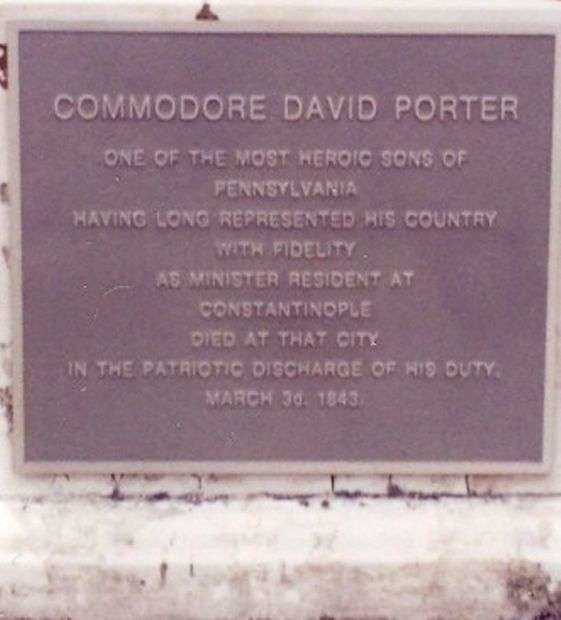 COMMODORE DAVID PORTER
ONE OF THE MOST HEROIC SONS OF
PENNSYLVANIA
HAVING LONG REPRESENTED HIS COUNTRY
WITH FIDELITY
AS MINISTER RESIDENT AT
CONSTANTINOPLE
DIED AT THAT CITY
IN THE PATRIOTIC DISCHARGE OF HIS DUTY,
MARCH 3d. 1843.